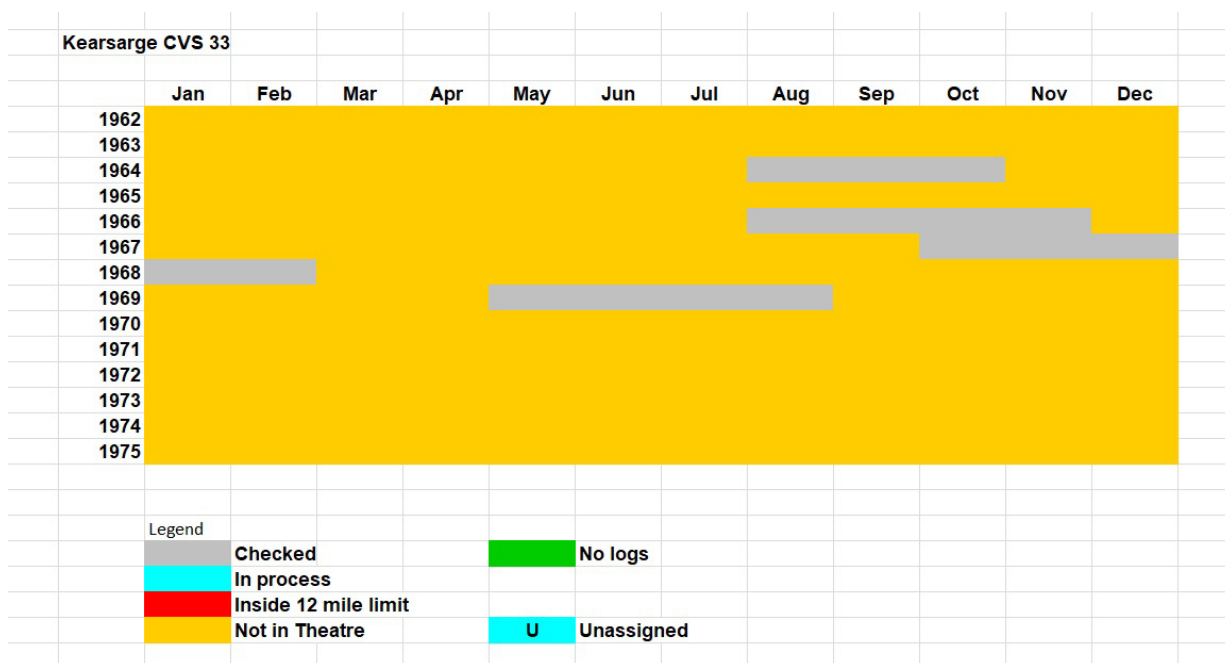 Kearsarge CVS 33
Jan Feb Mar Apr May Jun Jul Aug Sep Oct Nov Dec
1962
1963
1964
1965
1966
1967
1968
1969
1970
1971
1972
1973
1974
1975
Legend
Checked No logs
In process
Inside 12 mile limit
Not in Theatre U Unassigned